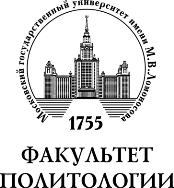 Московский государственный университет имени М.В.Ломоносова
1755
ФАКУЛЬТЕТ
ПОЛИТОЛОГИИ